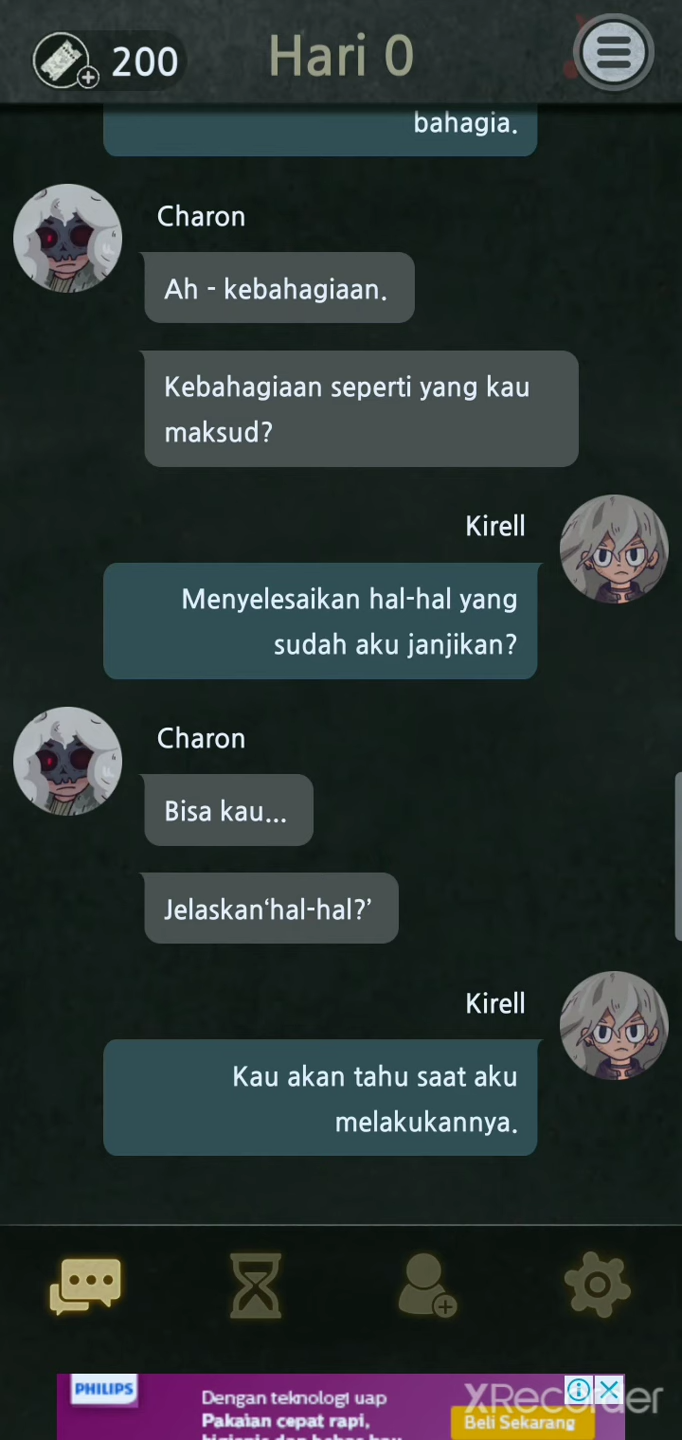 200
Hari 0
bahagia.
Charon
Ah - kebahagiaan.
Kebahagiaan seperti yang kau
maksud?
Kirell
Menyelesaikan hal-hal yang
sudah aku janjikan?
Charon
Bisa kau...
Jelaskan‘hal-hal?’
Kirell
Kau akan tahu saat aku
melakukannya.
PHILIPS
Dengan teknologi uap
Pakaian cepat rapi,
Beli Sekarang
XRecorder